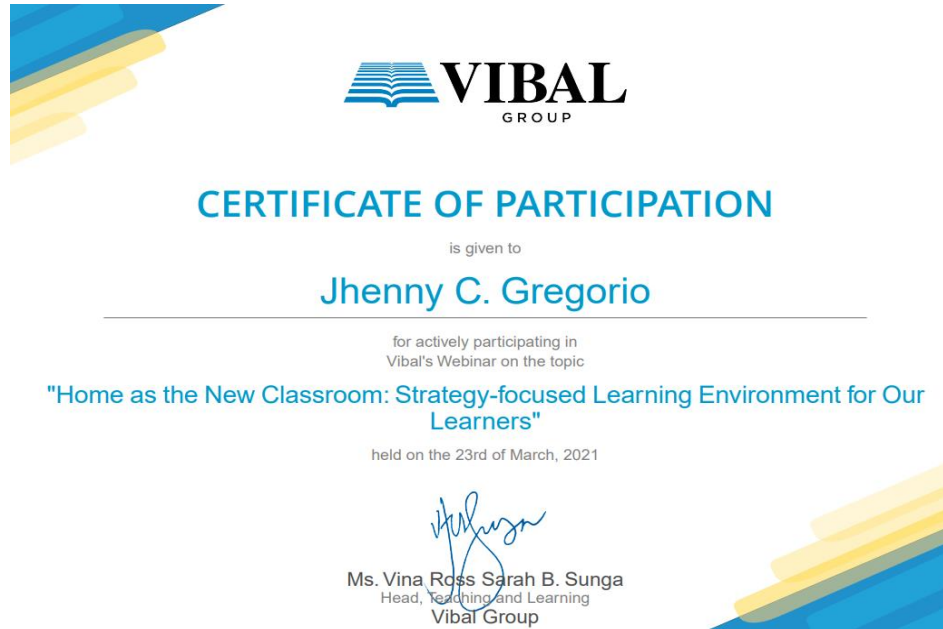 VIBAL
GROUP
CERTIFICATE OF PARTICIPATION
is given to
Jhenny C. Gregorio
for actively participating in
Vibal's Webinar on the topic
"Home as the New Classroom: Strategy-focused Learning Environment for Our
Learners"
held on the 23rd of March, 2021
Ms. Vina Ross Sarah B. Sunga
Head, Teaching and Learning
Vibal Group